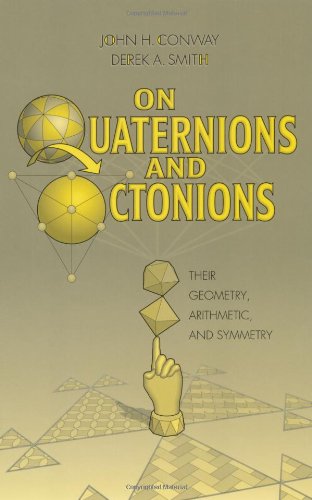 JOHN H. CONWAY
DEREK A. SMITH
ON
QUATERNIONS
AND
OCTONIONS
THEIR
GEOMETRY,
ARITHMETIC,
AND SYMMETRY